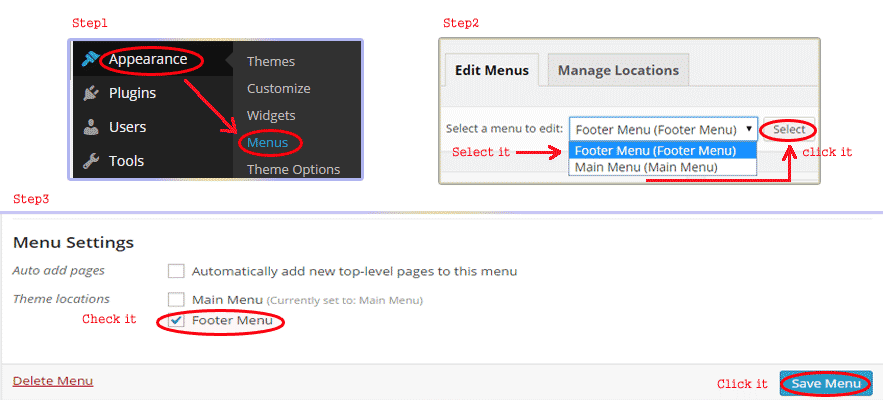 Step1
Appearance
Plugins
Users
Tools
Themes
Customize
Widgets
Menus
Theme Options
Step2
Edit Menus
Manage Locations
Select a menu to edit: Footer Menu (Footer Menu) Select
Select it Footer Menu (Footer Menu) click it
Main Menu (Main Menu)
Step3
Menu Settings
Auto add pages Automatically add new top-level pages to this menu
Theme locations Main Menu (Currently set to: Main Menu)
Check it Footer Menu
Delete Menu Click it Save Menu